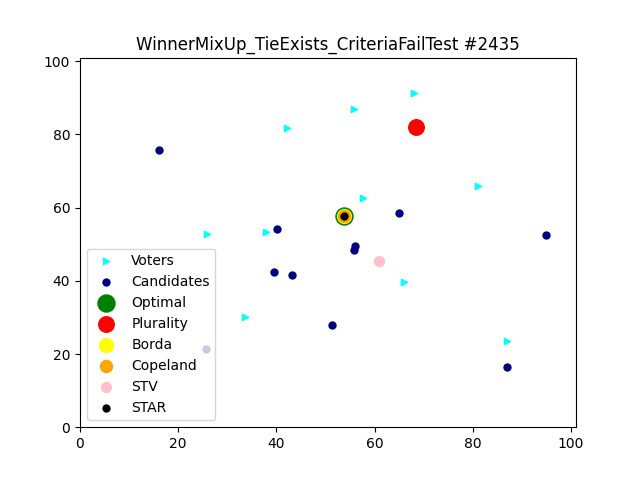 WinnerMixUp_TieExists_CriteriaFailTest #2435
100
80
60
40
20
0
Voters
Candidates
Optimal
Plurality
Borda
Copeland
STV
STAR
0 20 40 60 80 100